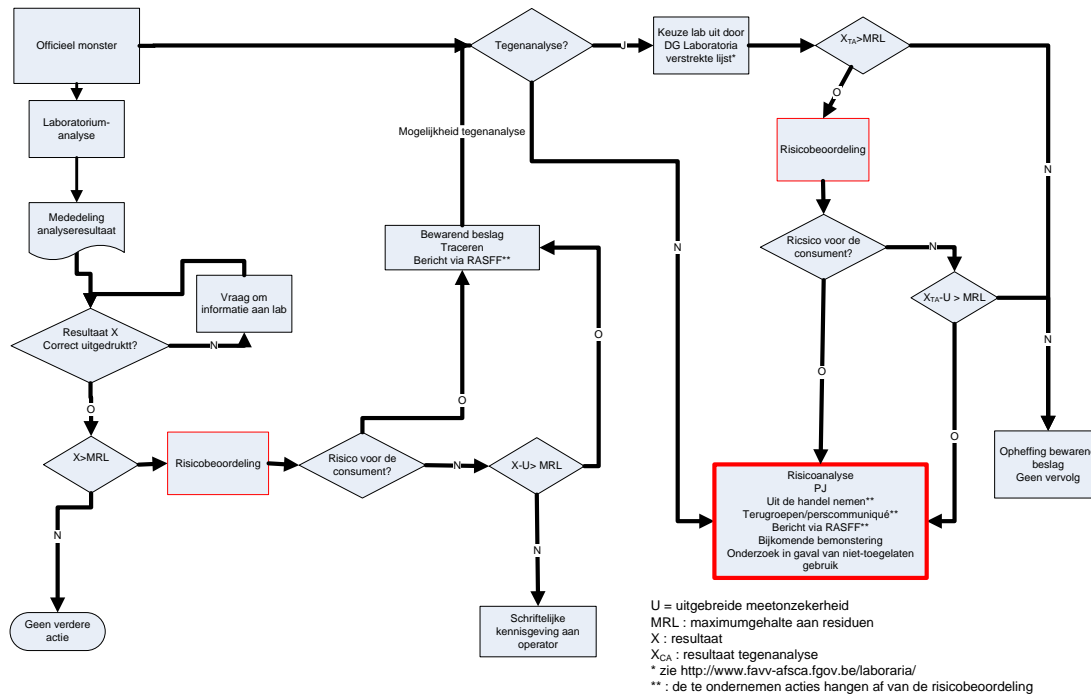 Officieel monster
Laboratorium-
analyse
Mededeling
analyseresultaat
Vraag om
informatie aan lab
Resultaat X
Correct uitgedruktt?
N
O
X>MRL
N
Geen verdere
actie
Risicobeoordeling
Risico voor de
consument?
O
N
X-U> MRL
O
N
Schriftelijke
kennisgeving aan
operator
Bewarend beslag
Traceren
Bericht via RASFF**
Mogelijkheid tegenanalyse
Tegenanalyse?
J
N
Keuze lab uit door
DG Laboratoria
verstrekte lijst*
XTA>MRL
O
N
Risicobeoordeling
Ricsico voor de
consument?
N
O
XTA-U > MRL
N
O
Opheffing bewarend
beslag
Geen vervolg
Risicoanalyse
PJ
Uit de handel nemen**
Terugroepen/perscommuniqué**
Bericht via RASFF**
Bijkomende bemonstering
Onderzoek in gaval van niet-toegelaten
gebruik
U = uitgebreide meetonzekerheid
MRL : maximumgehalte aan residuen
X : resultaat
XCA : resultaat tegenanalyse
* zie http://www.favv-afsca.fgov.be/laboraria/
** : de te ondernemen acties hangen af van de risicobeoordeling